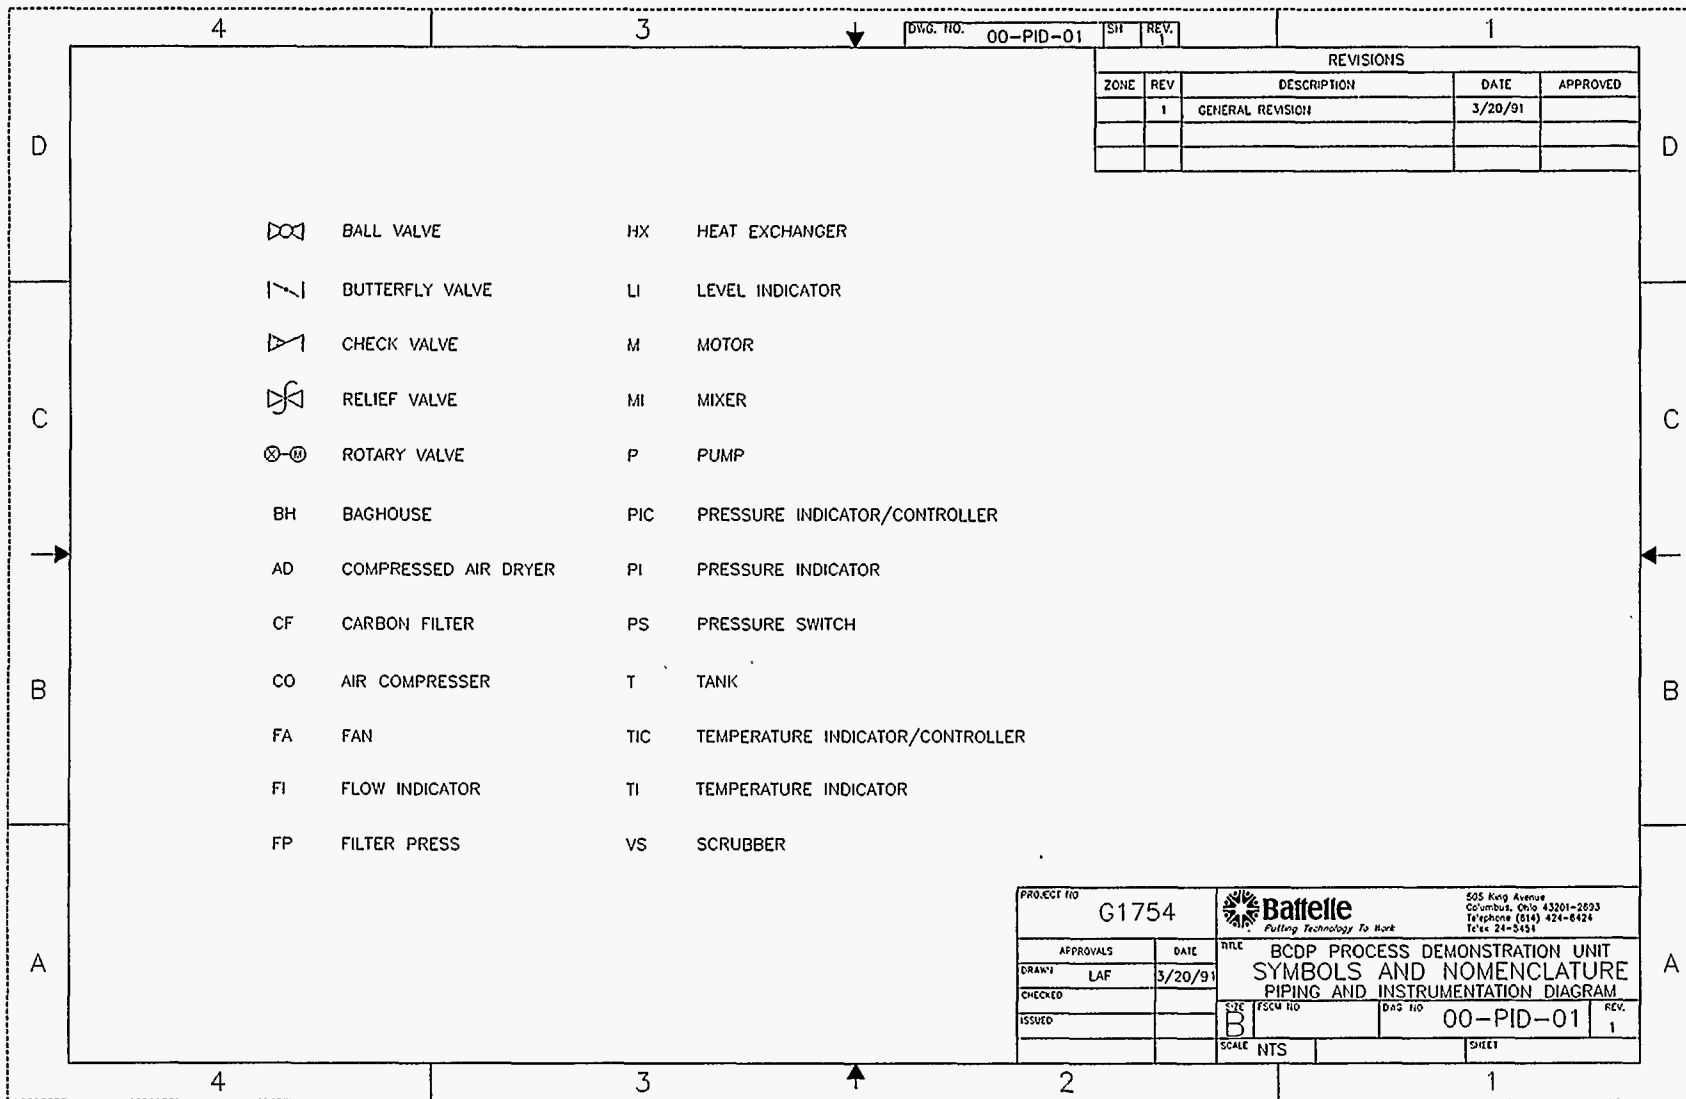 4 3 1
DWG. NO. 00-PID-01 SH REV. 1
REVISIONS
ZONE REV DESCRIPTION DATE APPROVED
1 GENERAL REVISION 3/20/91
D D
BALL VALVE HX HEAT EXCHANGER
BUTTERFLY VALVE LI LEVEL INDICATOR
CHECK VALVE M MOTOR
RELIEF VALVE MI MIXER
C C
X M ROTARY VALVE P PUMP
BH BAGHOUSE PIC PRESSURE INDICATOR/CONTROLLER
AD COMPRESSED AIR DRYER PI PRESSURE INDICATOR
CF CARBON FILTER PS PRESSURE SWITCH
B B
CO AIR COMPRESSER T TANK
FA FAN TIC TEMPERATURE INDICATOR/CONTROLLER
FI FLOW INDICATOR TI TEMPERATURE INDICATOR
FP FILTER PRESS VS SCRUBBER
PROJECT NO G1754
Battelle
Putting Technology To Work
505 King Avenue
Columbus, Ohio 43201-2693
Telephone (614) 424-6424
Telex 24-5454
APPROVALS DATE
DRAWN LAF 3/20/91
CHECKED
ISSUED
TITLE BCDP PROCESS DEMONSTRATION UNIT
SYMBOLS AND NOMENCLATURE
PIPING AND INSTRUMENTATION DIAGRAM
A A
SIZE B FSCM NO DWG NO 00-PID-01 REV. 1
SCALE NTS SHEET
4 3 2 1